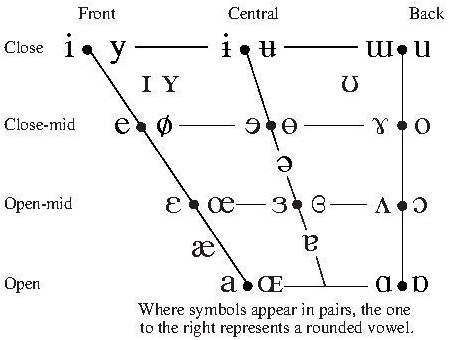 Front Central Back
Close i y ɨ ʉ ɯ u
ɪ ʏ ʊ
Close-mid e ø ɘ ɵ ɤ o
ə
Open-mid ɛ œ ɜ ɞ ʌ ɔ
æ ɐ
Open a ɶ ɑ ɒ
Where symbols appear in pairs, the one
to the right represents a rounded vowel.